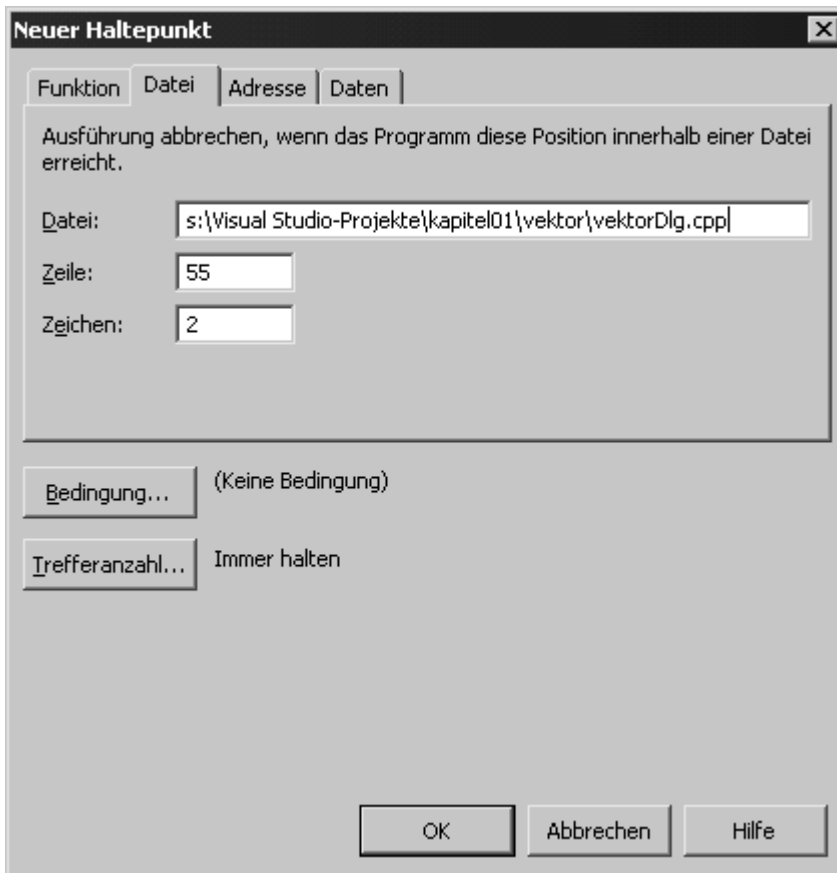 Neuer Haltepunkt
Funktion Datei Adresse Daten
Ausführung abbrechen, wenn das Programm diese Position innerhalb einer Datei
erreicht.
Datei: s:\Visual Studio-Projekte\kapitel01\vektor\vektorDlg.cpp
Zeile: 55
Zeichen: 2
Bedingung... (Keine Bedingung)
Trefferanzahl... Immer halten
OK Abbrechen Hilfe